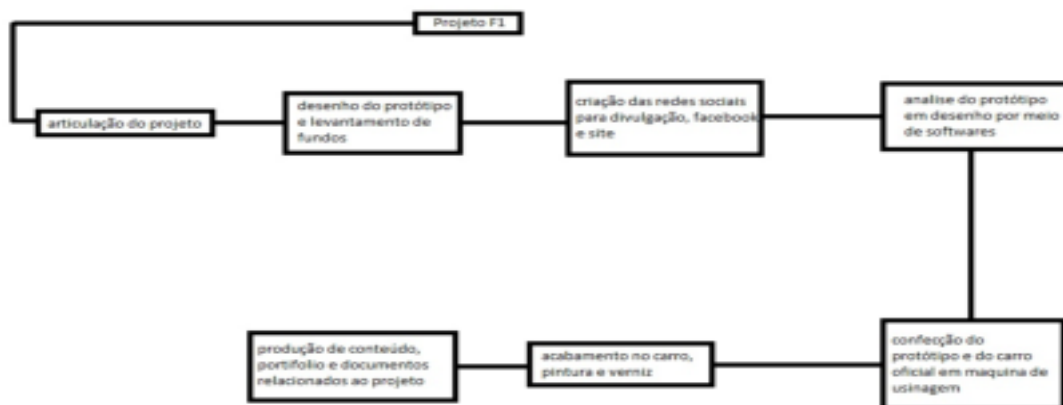 Projeto F1
articulação do projeto
desenho do protótipo
e levantamento de
fundos
criação das redes sociais
para divulgação, facebook
e site
analise do protótipo
em desenho por meio
de softwares
confecção do
protótipo e do carro
oficial em maquina de
usinagem
acabamento no carro,
pintura e verniz
produção de conteúdo,
portifolio e documentos
relacionados ao projeto